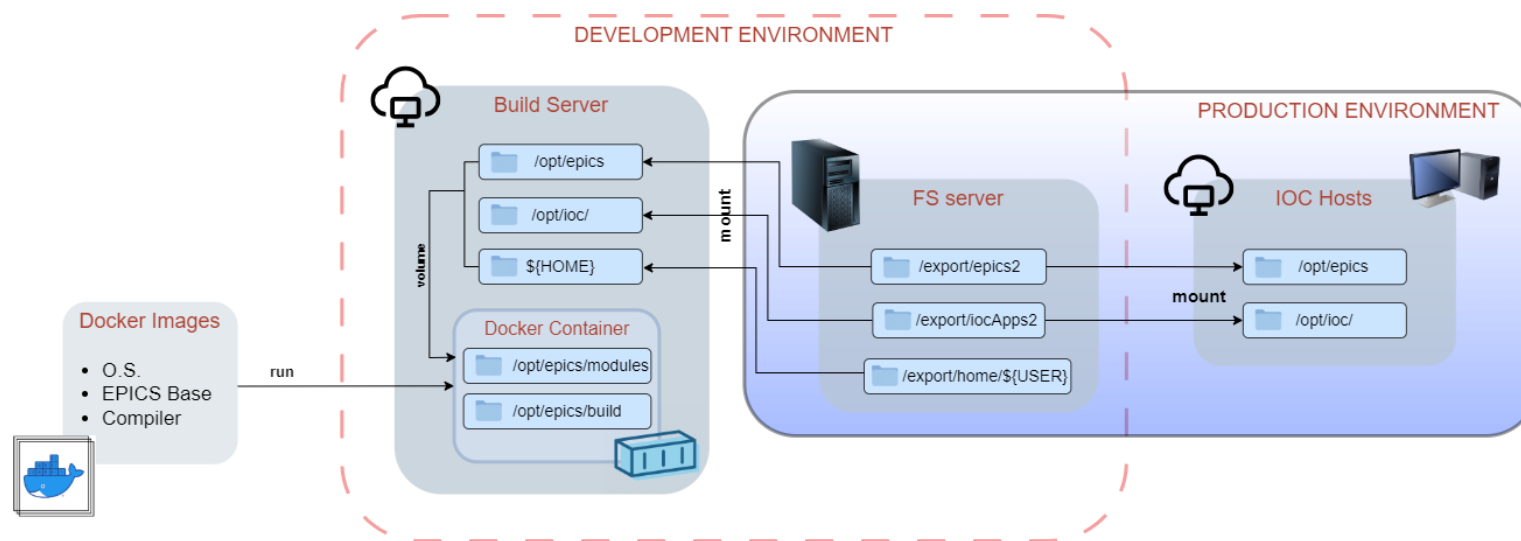 DEVELOPMENT ENVIRONMENT
Build Server
/opt/epics
/opt/ioc/
${HOME}
volume
Docker Container
/opt/epics/modules
/opt/epics/build
Docker Images
• O.S.
• EPICS Base
• Compiler
run
mount
PRODUCTION ENVIRONMENT
FS server
/export/epics2
/export/iocApps2
/export/home/${USER}
mount
IOC Hosts
/opt/epics
/opt/ioc/